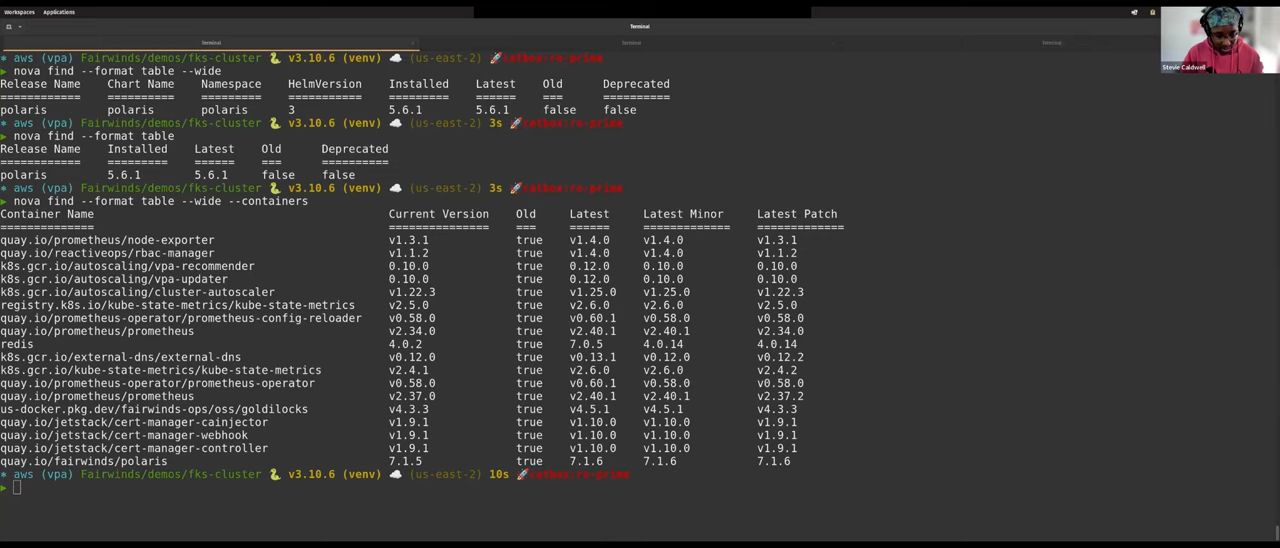 Workspaces Applications
Terminal
Terminal Terminal Terminal
Stevie Caldwell
* aws (vpa) Fairwinds/demos/fks-cluster 🐍 v3.10.6 (venv) ☁️ (us-east-2) 🚀catbox:ro-prime
▶ nova find --format table --wide
Release Name Chart Name Namespace HelmVersion Installed Latest Old Deprecated
============ ========== ========= =========== ========= ====== === ==========
polaris polaris polaris 3 5.6.1 5.6.1 false false
* aws (vpa) Fairwinds/demos/fks-cluster 🐍 v3.10.6 (venv) ☁️ (us-east-2) 3s 🚀catbox:ro-prime
▶ nova find --format table
Release Name Installed Latest Old Deprecated
============ ========= ====== === ==========
polaris 5.6.1 5.6.1 false false
* aws (vpa) Fairwinds/demos/fks-cluster 🐍 v3.10.6 (venv) ☁️ (us-east-2) 3s 🚀catbox:ro-prime
▶ nova find --format table --wide --containers
Container Name Current Version Old Latest Latest Minor Latest Patch
============== =============== === ====== ============= =============
quay.io/prometheus/node-exporter v1.3.1 true v1.4.0 v1.4.0 v1.3.1
quay.io/reactiveops/rbac-manager v1.1.2 true v1.4.0 v1.4.0 v1.1.2
k8s.gcr.io/autoscaling/vpa-recommender 0.10.0 true 0.12.0 0.10.0 0.10.0
k8s.gcr.io/autoscaling/vpa-updater 0.10.0 true 0.12.0 0.10.0 0.10.0
k8s.gcr.io/autoscaling/cluster-autoscaler v1.22.3 true v1.25.0 v1.25.0 v1.22.3
registry.k8s.io/kube-state-metrics/kube-state-metrics v2.5.0 true v2.6.0 v2.6.0 v2.5.0
quay.io/prometheus-operator/prometheus-config-reloader v0.58.0 true v0.60.1 v0.58.0 v0.58.0
quay.io/prometheus/prometheus v2.34.0 true v2.40.1 v2.40.1 v2.34.0
redis 4.0.2 true 7.0.5 4.0.14 4.0.14
k8s.gcr.io/external-dns/external-dns v0.12.0 true v0.13.1 v0.12.0 v0.12.2
k8s.gcr.io/kube-state-metrics/kube-state-metrics v2.4.1 true v2.6.0 v2.6.0 v2.4.2
quay.io/prometheus-operator/prometheus-operator v0.58.0 true v0.60.1 v0.58.0 v0.58.0
quay.io/prometheus/prometheus v2.37.0 true v2.40.1 v2.40.1 v2.37.2
us-docker.pkg.dev/fairwinds-ops/oss/goldilocks v4.3.3 true v4.5.1 v4.5.1 v4.3.3
quay.io/jetstack/cert-manager-cainjector v1.9.1 true v1.10.0 v1.10.0 v1.9.1
quay.io/jetstack/cert-manager-webhook v1.9.1 true v1.10.0 v1.10.0 v1.9.1
quay.io/jetstack/cert-manager-controller v1.9.1 true v1.10.0 v1.10.0 v1.9.1
quay.io/fairwinds/polaris 7.1.5 true 7.1.6 7.1.6 7.1.6
* aws (vpa) Fairwinds/demos/fks-cluster 🐍 v3.10.6 (venv) ☁️ (us-east-2) 10s 🚀catbox:ro-prime
▶